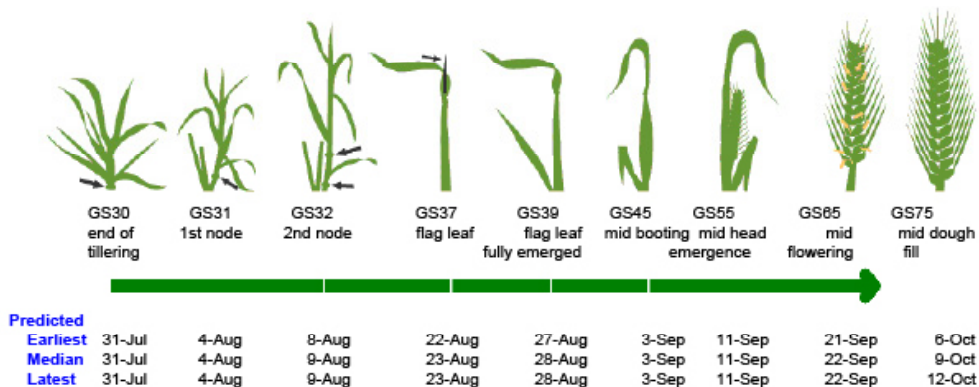 GS30 GS31 GS32 GS37 GS39 GS45 GS55 GS65 GS75
end of 1st node 2nd node flag leaf flag leaf mid booting mid head mid mid dough
tillering fully emerged emergence flowering fill
Predicted
Earliest 31-Jul 4-Aug 8-Aug 22-Aug 27-Aug 3-Sep 11-Sep 21-Sep 6-Oct
Median 31-Jul 4-Aug 9-Aug 23-Aug 28-Aug 3-Sep 11-Sep 22-Sep 9-Oct
Latest 31-Jul 4-Aug 9-Aug 23-Aug 28-Aug 3-Sep 11-Sep 22-Sep 12-Oct